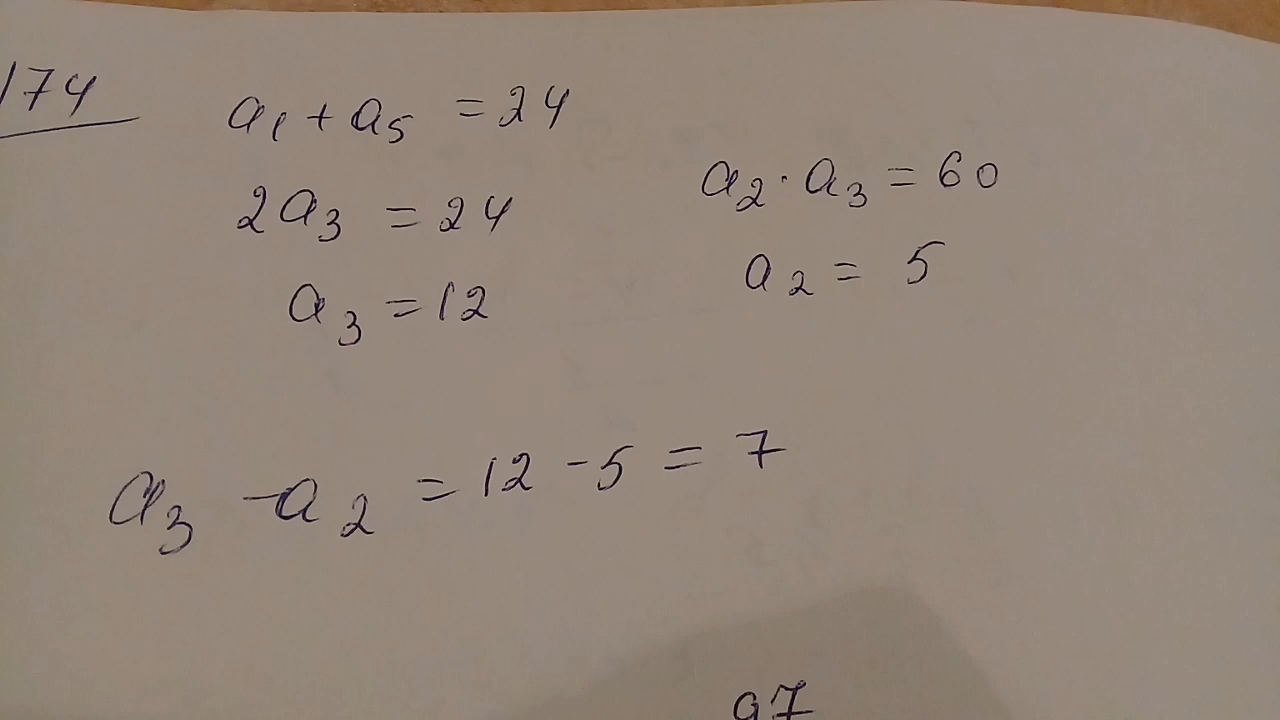 174
a₁ + a₅ = 24
2a₃ = 24
a₃ = 12
a₂ · a₃ = 60
a₂ = 5
a₃ - a₂ = 12 - 5 = 7
97